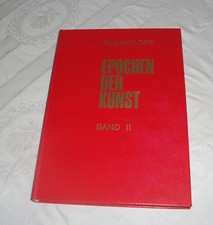 EPOCHEN
DER
KUNST
BAND II